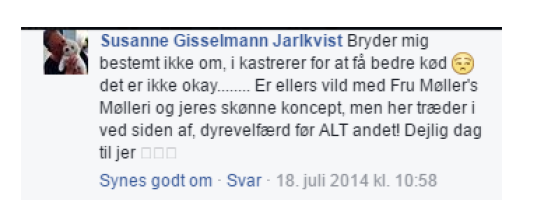 Susanne Gisselmann Jarlkvist Bryder mig
bestemt ikke om, i kastrerer for at få bedre kød 😒
det er ikke okay........ Er ellers vild med Fru Møller's
Mølleri og jeres skønne koncept, men her træder i
ved siden af, dyrevelfærd før ALT andet! Dejlig dag
til jer □□□
Synes godt om · Svar · 18. juli 2014 kl. 10:58